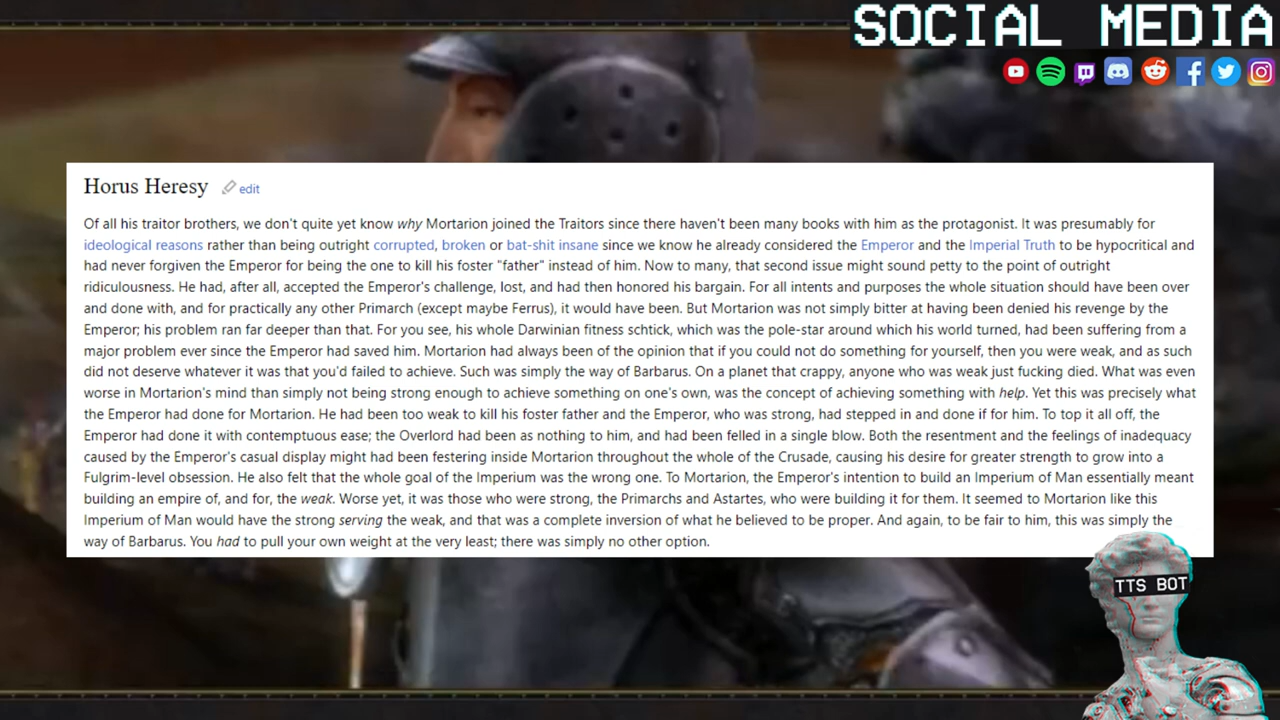 SOCIAL MEDIA
Horus Heresy edit
Of all his traitor brothers, we don't quite yet know why Mortarion joined the Traitors since there haven't been many books with him as the protagonist. It was presumably for
ideological reasons rather than being outright corrupted, broken or bat-shit insane since we know he already considered the Emperor and the Imperial Truth to be hypocritical and
had never forgiven the Emperor for being the one to kill his foster "father" instead of him. Now to many, that second issue might sound petty to the point of outright
ridiculousness. He had, after all, accepted the Emperor's challenge, lost, and had then honored his bargain. For all intents and purposes the whole situation should have been over
and done with, and for practically any other Primarch (except maybe Ferrus), it would have been. But Mortarion was not simply bitter at having been denied his revenge by the
Emperor; his problem ran far deeper than that. For you see, his whole Darwinian fitness schtick, which was the pole-star around which his world turned, had been suffering from a
major problem ever since the Emperor had saved him. Mortarion had always been of the opinion that if you could not do something for yourself, then you were weak, and as such
did not deserve whatever it was that you'd failed to achieve. Such was simply the way of Barbarus. On a planet that crappy, anyone who was weak just fucking died. What was even
worse in Mortarion's mind than simply not being strong enough to achieve something on one's own, was the concept of achieving something with help. Yet this was precisely what
the Emperor had done for Mortarion. He had been too weak to kill his foster father and the Emperor, who was strong, had stepped in and done if for him. To top it all off, the
Emperor had done it with contemptuous ease; the Overlord had been as nothing to him, and had been felled in a single blow. Both the resentment and the feelings of inadequacy
caused by the Emperor's casual display might had been festering inside Mortarion throughout the whole of the Crusade, causing his desire for greater strength to grow into a
Fulgrim-level obsession. He also felt that the whole goal of the Imperium was the wrong one. To Mortarion, the Emperor's intention to build an Imperium of Man essentially meant
building an empire of, and for, the weak. Worse yet, it was those who were strong, the Primarchs and Astartes, who were building it for them. It seemed to Mortarion like this
Imperium of Man would have the strong serving the weak, and that was a complete inversion of what he believed to be proper. And again, to be fair to him, this was simply the
way of Barbarus. You had to pull your own weight at the very least; there was simply no other option.
TTS BOT